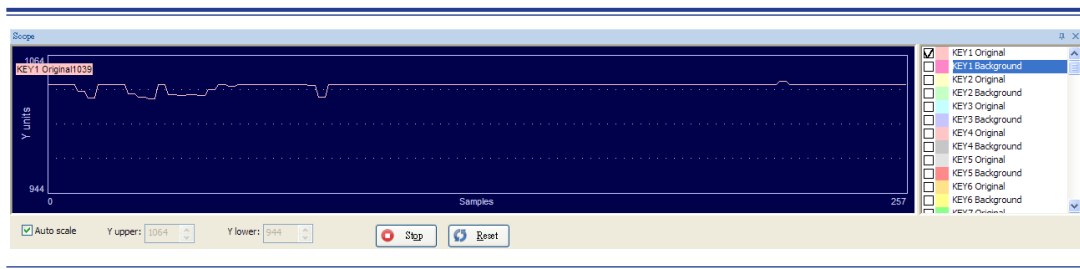 Scope
1064
KEY1 Original1039
Y units
944
0
Samples
257
KEY1 Original
KEY1 Background
KEY2 Original
KEY2 Background
KEY3 Original
KEY3 Background
KEY4 Original
KEY4 Background
KEY5 Original
KEY5 Background
KEY6 Original
KEY6 Background
KEY7 Original
Auto scale Y upper: 1064 Y lower: 944 Stop Reset